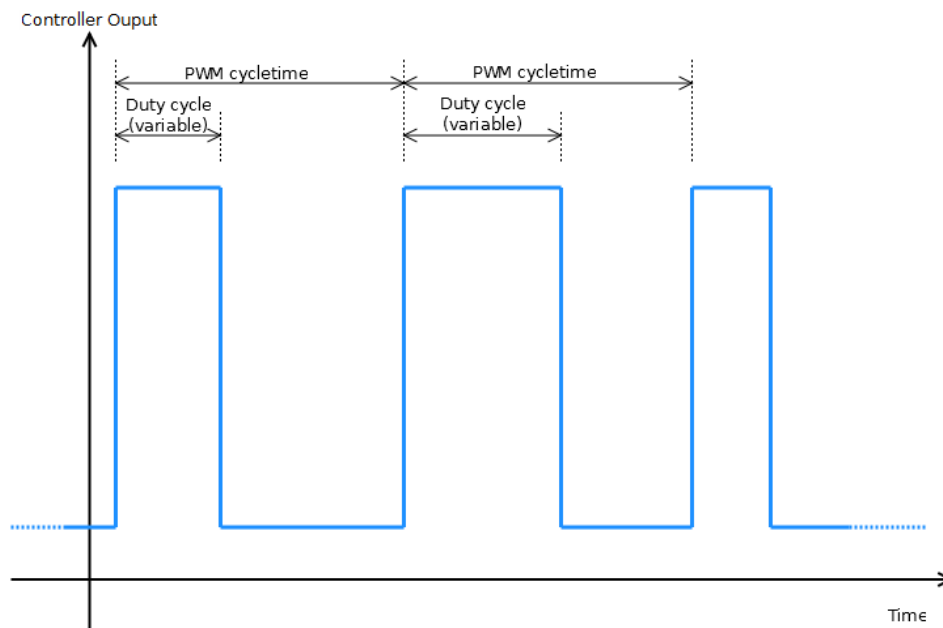 Controller Ouput
PWM cycletime
PWM cycletime
Duty cycle
(variable)
Duty cycle
(variable)
Time